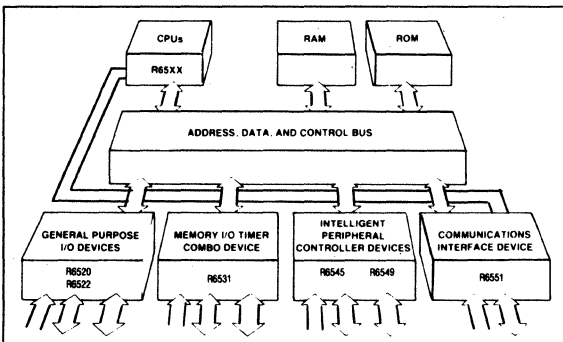 CPUs
R65XX
RAM
ROM
ADDRESS, DATA, AND CONTROL BUS
GENERAL PURPOSE
I/O DEVICES
R6520
R6522
MEMORY I/O TIMER
COMBO DEVICE
R6531
INTELLIGENT
PERIPHERAL
CONTROLLER DEVICES
R6545 R6549
COMMUNICATIONS
INTERFACE DEVICE
R6551